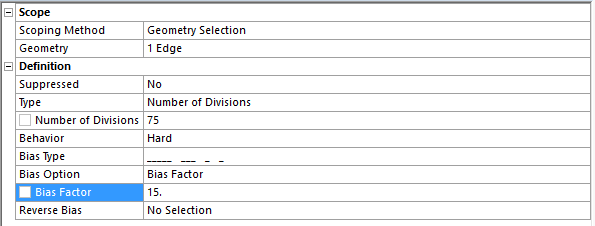 Scope
Scoping Method Geometry Selection
Geometry 1 Edge
Definition
Suppressed No
Type Number of Divisions
Number of Divisions 75
Behavior Hard
Bias Type _____ ___ _ _
Bias Option Bias Factor
Bias Factor 15.
Reverse Bias No Selection